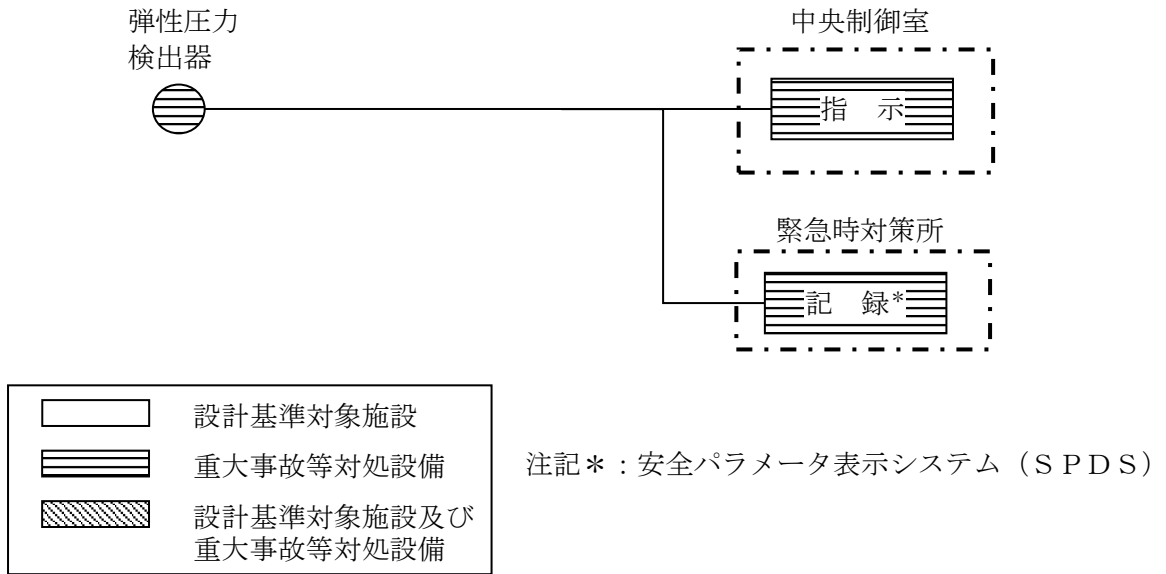 弾性圧力
検出器
中央制御室
指　示
緊急時対策所
記　録*
設計基準対象施設
重大事故等対処設備
設計基準対象施設及び
重大事故等対処設備
注記＊：安全パラメータ表示システム（ＳＰＤＳ）